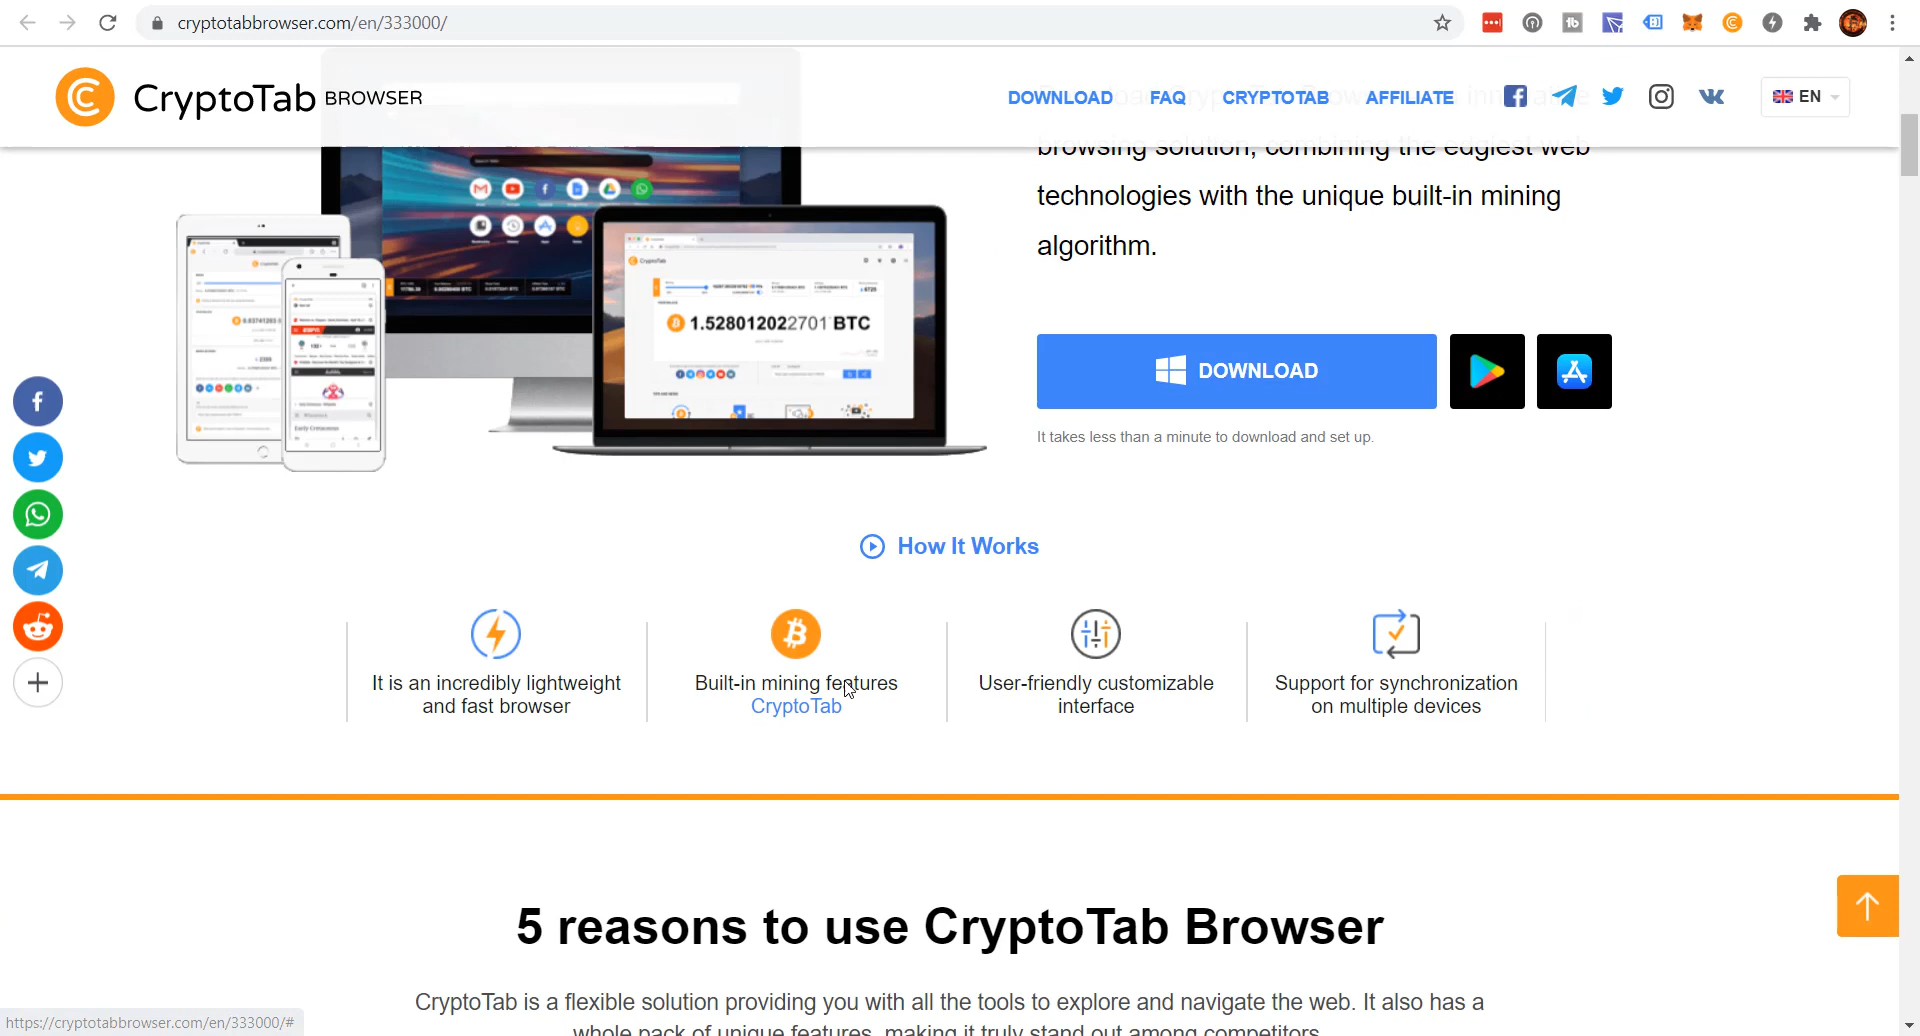 cryptotabbrowser.com/en/333000/
CryptoTab BROWSER
DOWNLOAD FAQ CRYPTOTAB AFFILIATE
EN
browsing solution, combining the edgiest web
technologies with the unique built-in mining
algorithm.
1.528012022701 BTC
DOWNLOAD
It takes less than a minute to download and set up.
How It Works
It is an incredibly lightweight
and fast browser
Built-in mining features
CryptoTab
User-friendly customizable
interface
Support for synchronization
on multiple devices
5 reasons to use CryptoTab Browser
CryptoTab is a flexible solution providing you with all the tools to explore and navigate the web. It also has a
whole pack of unique features, making it truly stand out among competitors.
https://cryptotabbrowser.com/en/333000/#